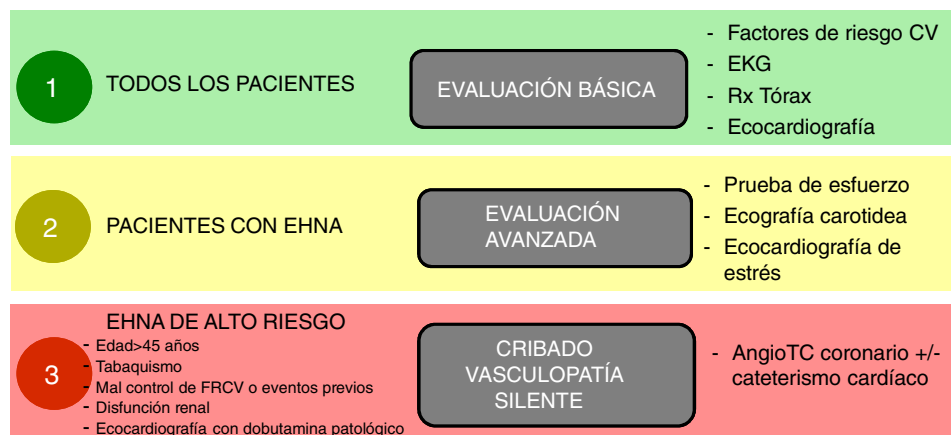 1
TODOS LOS PACIENTES
EVALUACIÓN BÁSICA
- Factores de riesgo CV
- EKG
- Rx Tórax
- Ecocardiografía
2
PACIENTES CON EHNA
EVALUACIÓN
AVANZADA
- Prueba de esfuerzo
- Ecografía carotidea
- Ecocardiografía de
estrés
3
EHNA DE ALTO RIESGO
- Edad>45 años
- Tabaquismo
- Mal control de FRCV o eventos previos
- Disfunción renal
- Ecocardiografía con dobutamina patológico
CRIBADO
VASCULOPATÍA
SILENTE
- AngioTC coronario +/-
cateterismo cardíaco